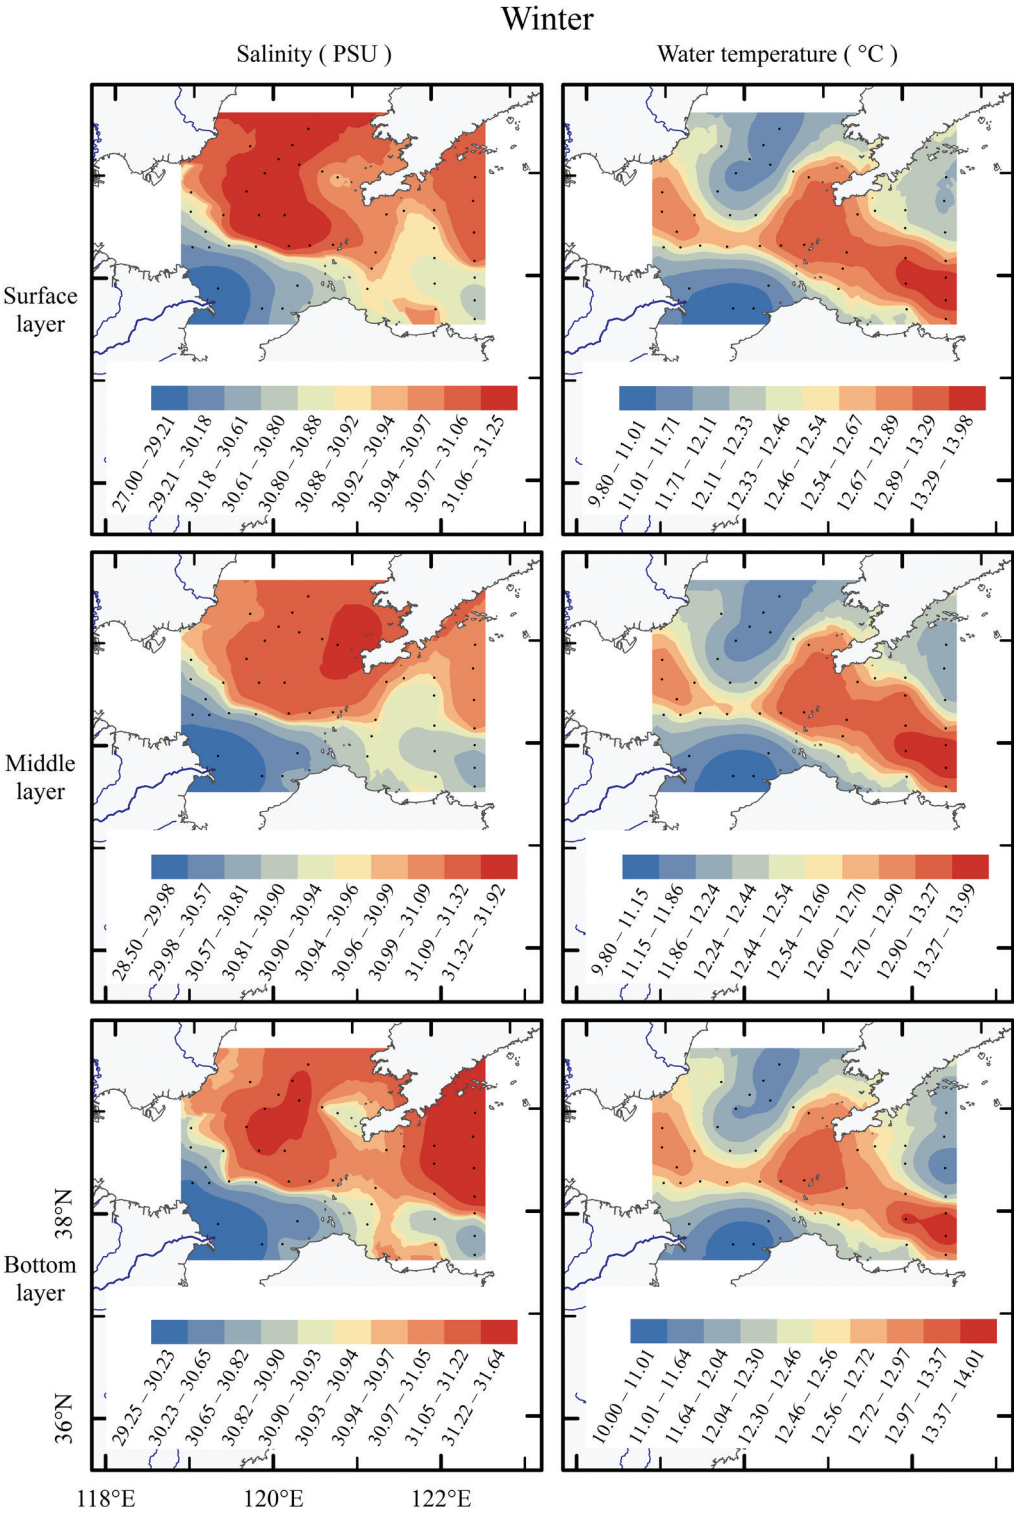 Winter
Salinity ( PSU )
Water temperature ( °C )
Surface
layer
27.00 – 29.21
29.21 – 30.18
30.18 – 30.61
30.61 – 30.80
30.80 – 30.88
30.88 – 30.92
30.92 – 30.94
30.94 – 30.97
30.97 – 31.06
31.06 – 31.25
9.80 – 11.01
11.01 – 11.71
11.71 – 12.11
12.11 – 12.33
12.33 – 12.46
12.46 – 12.54
12.54 – 12.67
12.67 – 12.89
12.89 – 13.29
13.29 – 13.98
Middle
layer
28.50 – 29.98
29.98 – 30.57
30.57 – 30.81
30.81 – 30.90
30.90 – 30.94
30.94 – 30.96
30.96 – 30.99
30.99 – 31.09
31.09 – 31.32
31.32 – 31.92
9.80 – 11.15
11.15 – 11.86
11.86 – 12.24
12.24 – 12.44
12.44 – 12.54
12.54 – 12.60
12.60 – 12.70
12.70 – 12.90
12.90 – 13.27
13.27 – 13.99
38°N
Bottom
layer
36°N
29.25 – 30.23
30.23 – 30.65
30.65 – 30.82
30.82 – 30.90
30.90 – 30.93
30.93 – 30.94
30.94 – 30.97
30.97 – 31.05
31.05 – 31.22
31.22 – 31.64
10.00 – 11.01
11.01 – 11.64
11.64 – 12.04
12.04 – 12.30
12.30 – 12.46
12.46 – 12.56
12.56 – 12.72
12.72 – 12.97
12.97 – 13.37
13.37 – 14.01
118°E
120°E
122°E